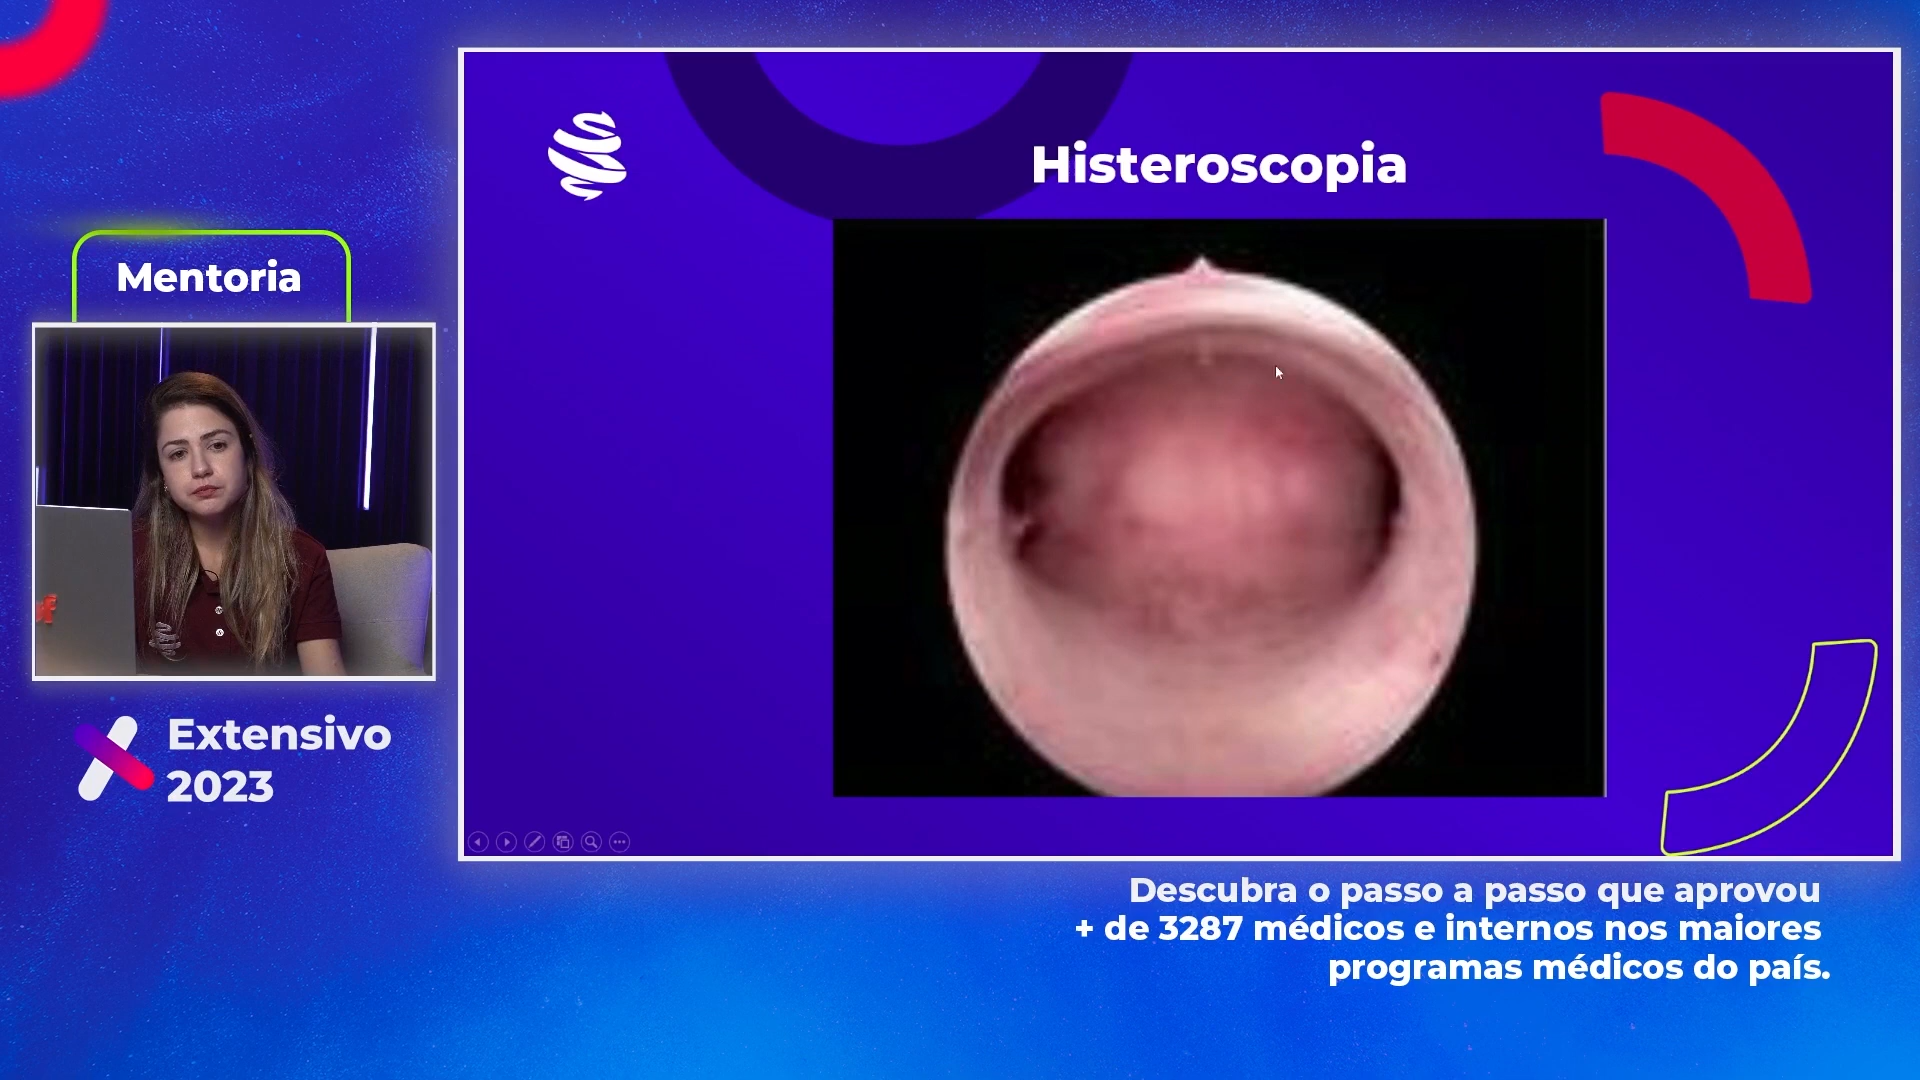 Histeroscopia
Mentoria
Extensivo
2023
Descubra o passo a passo que aprovou
+ de 3287 médicos e internos nos maiores
programas médicos do país.